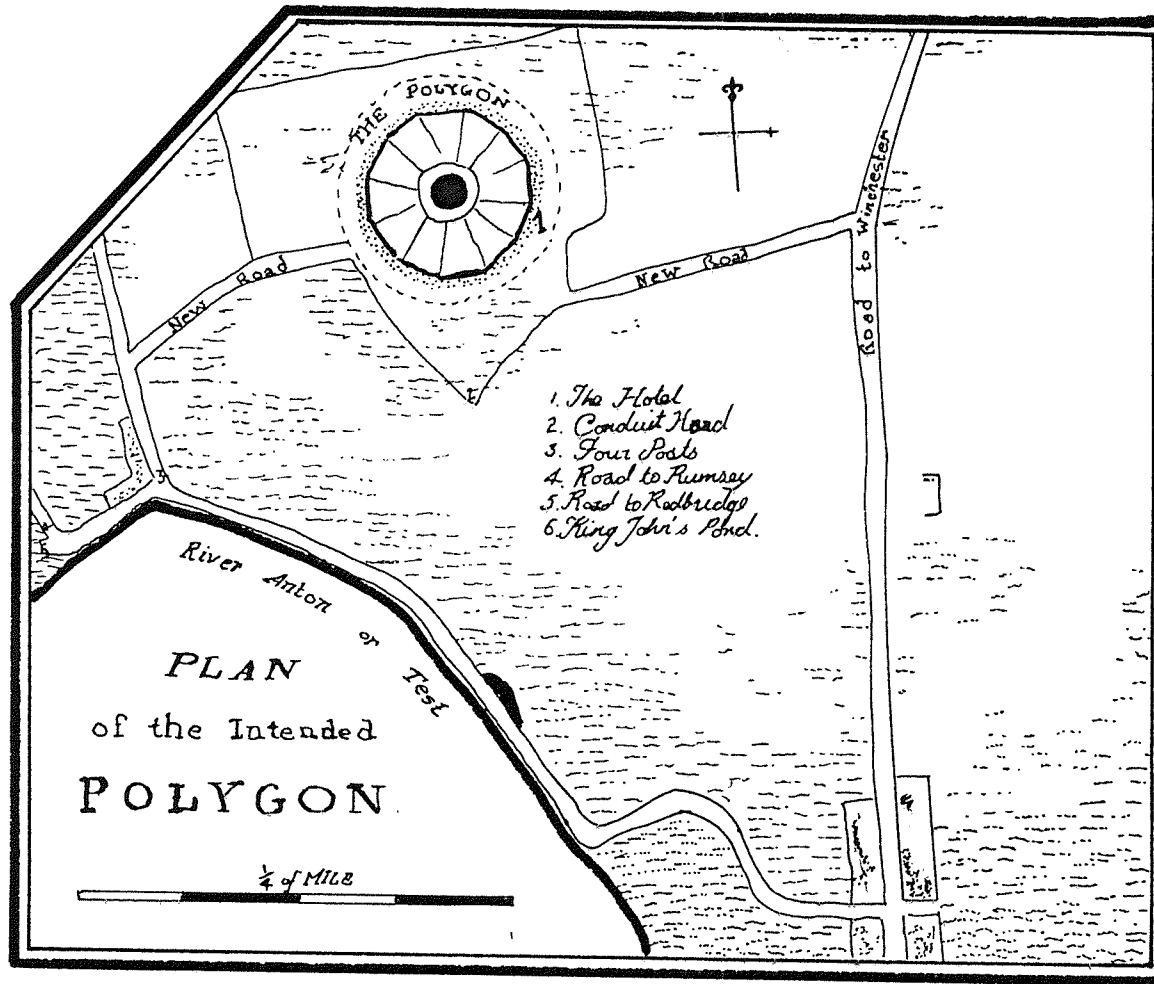 THE POLYGON
1
New Road
New Road
Road to Winchester
1. The Hotel
2. Conduit Head
3. Four Posts
4. Road to Rumsey
5. Road to Redbridge
6. King John's Pond.
3
River Anton or Test
PLAN
of the Intended
POLYGON
¼ of MILE